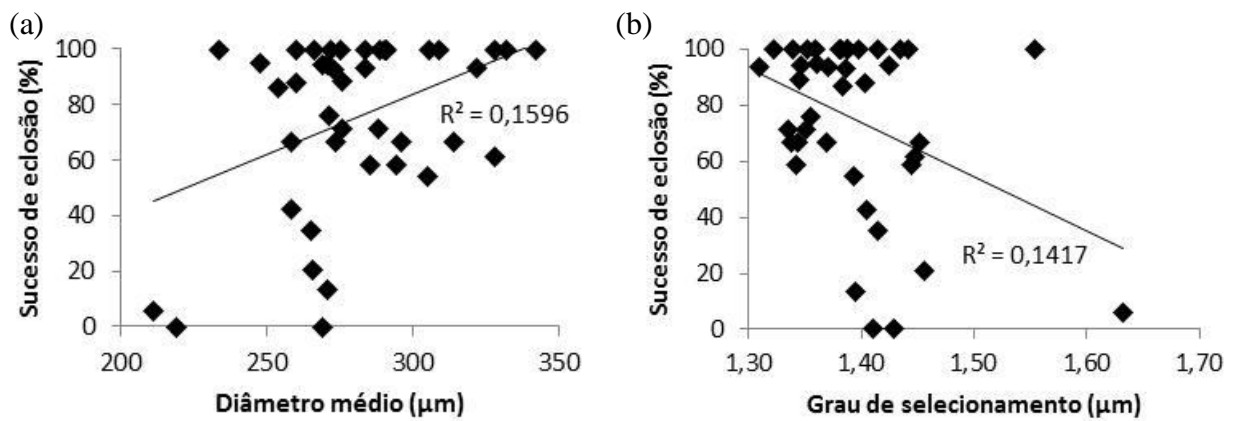 (a)
Sucesso de eclosão (%)
100
80
60
40
20
0
R² = 0,1596
200 250 300 350
Diâmetro médio (µm)
(b)
Sucesso de eclosão (%)
100
80
60
40
20
0
R² = 0,1417
1,30 1,40 1,50 1,60 1,70
Grau de selecionamento (µm)